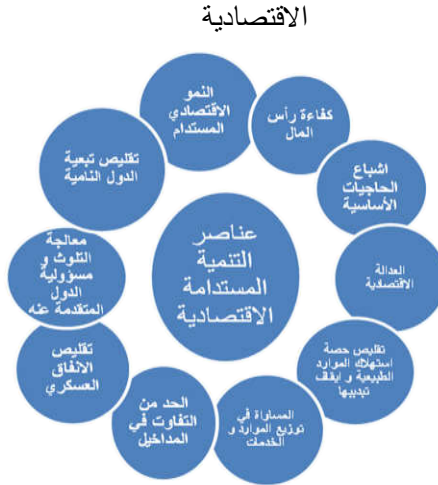 الاقتصادية
عناصر
التنمية
المستدامة
الاقتصادية
النمو
الاقتصادي
المستدام
كفاءة رأس
المال
اشباع
الحاجيات
الأساسية
العدالة
الاقتصادية
تقليص حصة
استهلاك الموارد
الطبيعية و ايقاف
تبديبها
المساواة في
توزيع الموارد و
الخدمات
الحد من
التفاوت في
المداخيل
تقليص
الانفاق
العسكري
معالجة
التلوث و
مسؤولية
الدول
المتقدمة عنه
تقليص تبعية
الدول النامية